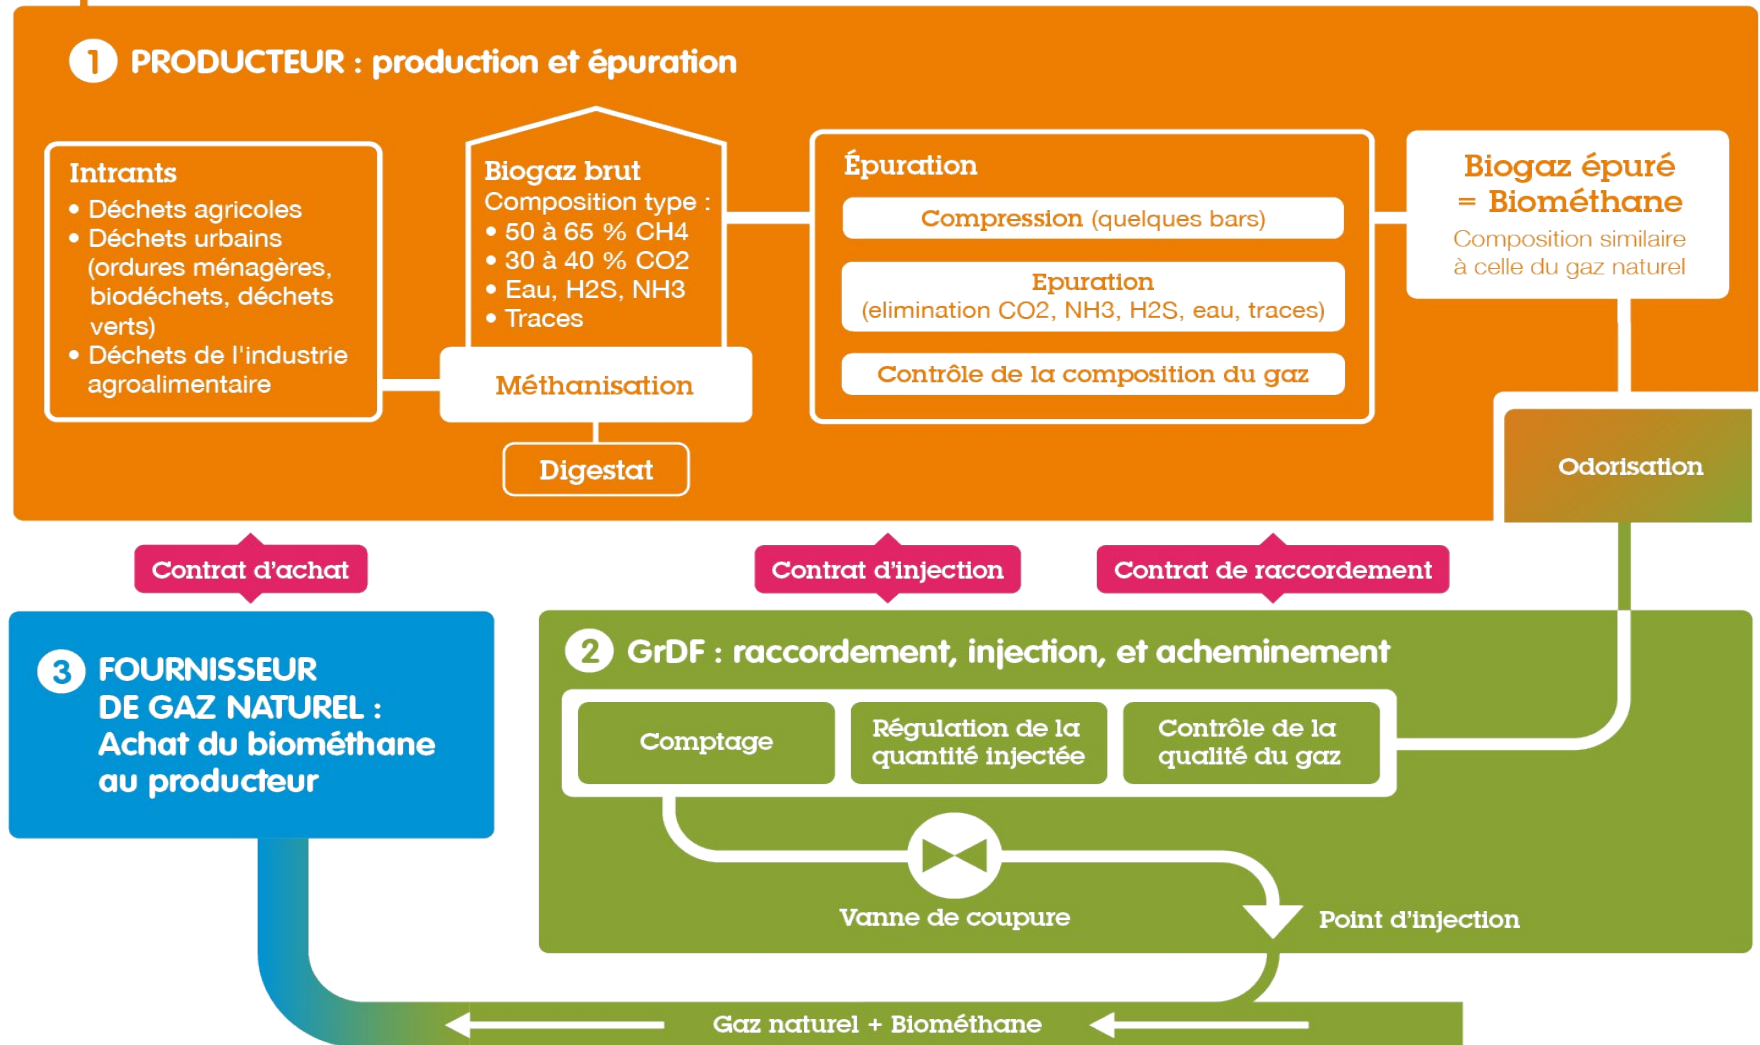 1 PRODUCTEUR : production et épuration
Intrants
• Déchets agricoles
• Déchets urbains
(ordures ménagères,
biodéchets, déchets
verts)
• Déchets de l'industrie
agroalimentaire
Biogaz brut
Composition type :
• 50 à 65 % CH4
• 30 à 40 % CO2
• Eau, H2S, NH3
• Traces
Méthanisation
Digestat
Épuration
Compression (quelques bars)
Epuration
(elimination CO2, NH3, H2S, eau, traces)
Contrôle de la composition du gaz
Biogaz épuré
= Biométhane
Composition similaire
à celle du gaz naturel
Odorisation
Contrat d'achat
Contrat d'injection
Contrat de raccordement
3 FOURNISSEUR
DE GAZ NATUREL :
Achat du biométhane
au producteur
2 GrDF : raccordement, injection, et acheminement
Comptage
Régulation de la
quantité injectée
Contrôle de la
qualité du gaz
Vanne de coupure
Point d'injection
Gaz naturel + Biométhane